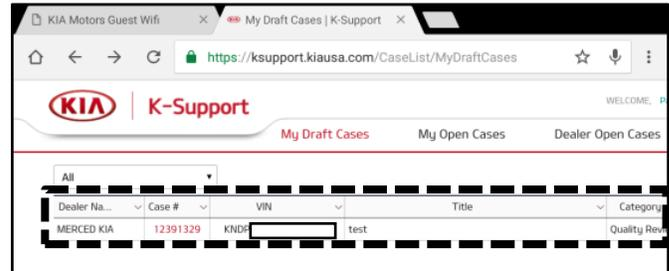 KIA Motors Guest Wifi
My Draft Cases | K-Support
https://ksupport.kiausa.com/CaseList/MyDraftCases
KIA K-Support
WELCOME,
My Draft Cases My Open Cases Dealer Open Cases
All
Dealer Na... Case # VIN Title Category
MERCED KIA 12391329 KNDP test Quality